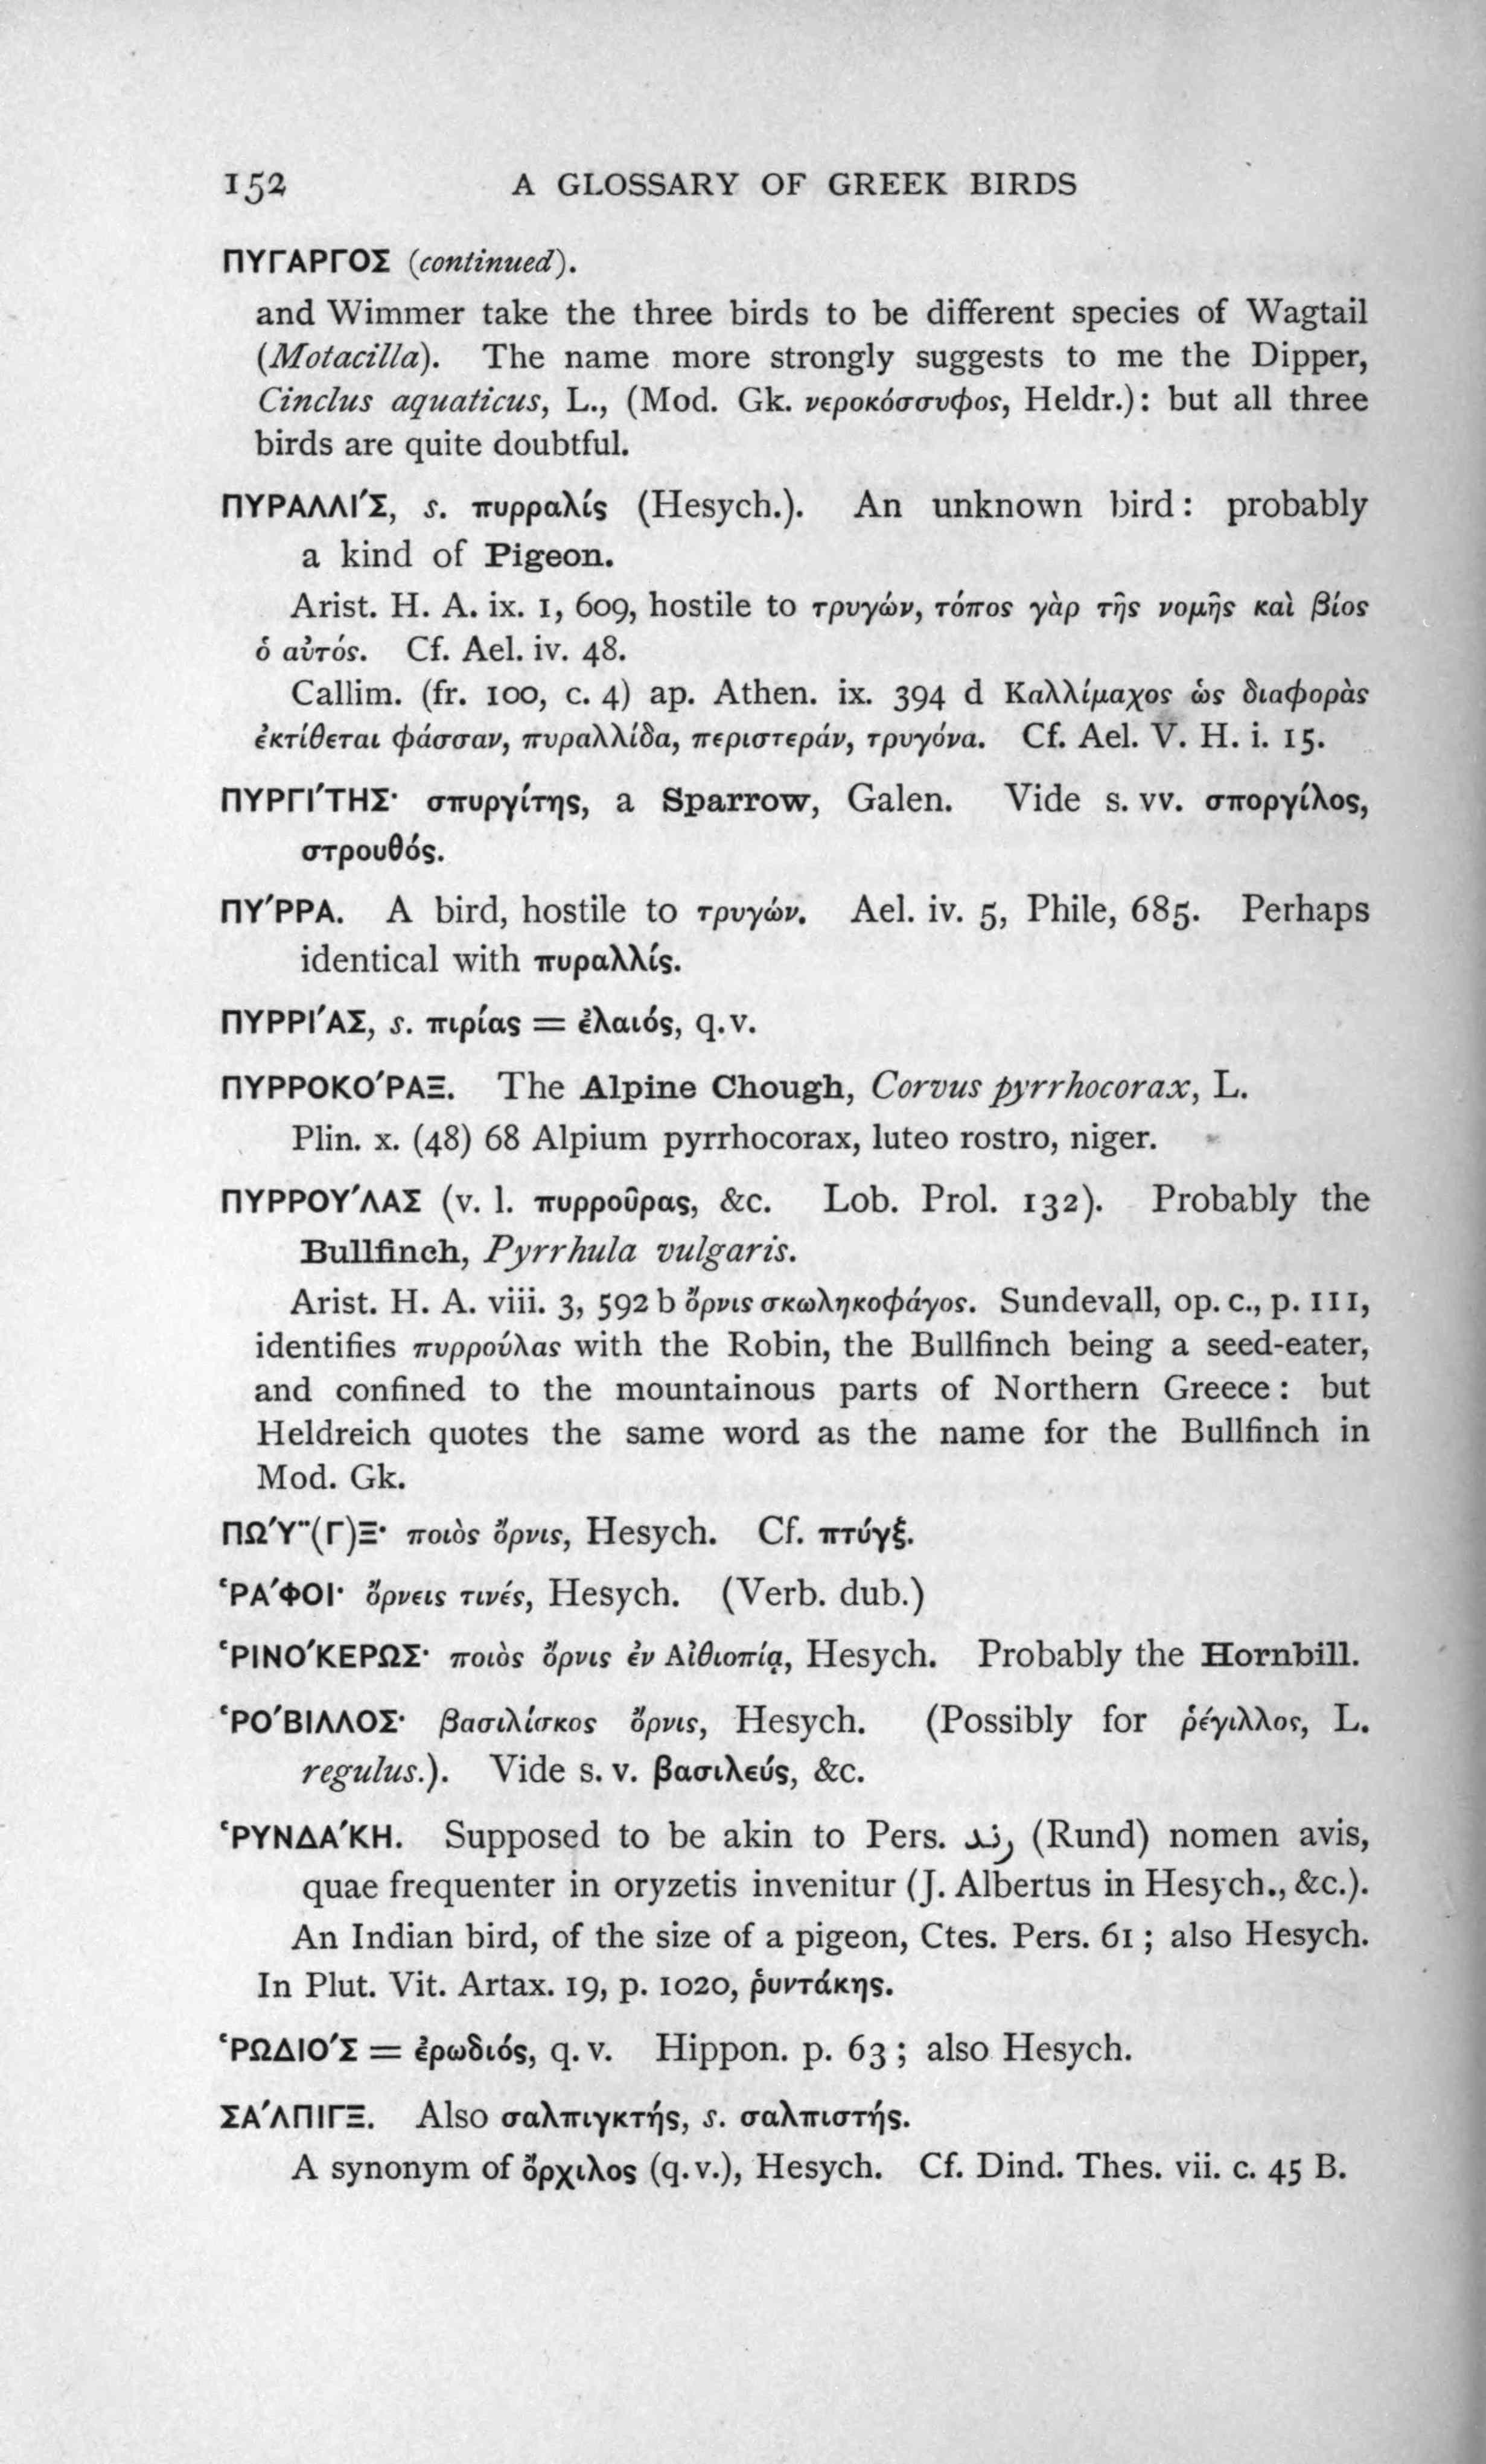 152 A GLOSSARY OF GREEK BIRDS
ΠΥΓΑΡΓΟΣ (continued).
and Wimmer take the three birds to be different species of Wagtail
(Motacilla). The name more strongly suggests to me the Dipper,
Cinclus aquaticus, L., (Mod. Gk. νεροκόσσυφος, Heldr.): but all three
birds are quite doubtful.
ΠΥΡΑΛΛΙ´Σ, s. πυρραλίς (Hesych.). An unknown bird: probably
a kind of Pigeon.
Arist. H. A. ix. 1, 609, hostile to τρυγών, τόπος γὰρ τῆς νομῆς καὶ βίος
ὁ αὐτός. Cf. Ael. iv. 48.
Callim. (fr. 100, c. 4) ap. Athen. ix. 394 d Καλλίμαχος ὡς διαφορὰς
ἐκτίθεται φάσσαν, πυραλλίδα, περιστεράν, τρυγόνα. Cf. Ael. V. H. i. 15.
ΠΥΡΓΙ´ΤΗΣ· σπυργίτης, a Sparrow, Galen. Vide s. vv. σποργίλος,
στρουθός.
ΠΥ´ΡΡΑ. A bird, hostile to τρυγών. Ael. iv. 5, Phile, 685. Perhaps
identical with πυραλλίς.
ΠΥΡΡΙ´ΑΣ, s. πιρίας = ἐλαιός, q.v.
ΠΥΡΡΟΚΟ´ΡΑΞ. The Alpine Chough, Corvus pyrrhocorax, L.
Plin. x. (48) 68 Alpium pyrrhocorax, luteo rostro, niger.
ΠΥΡΡΟΥ´ΛΑΣ (v. l. πυρροῦρας, &c. Lob. Prol. 132). Probably the
Bullfinch, Pyrrhula vulgaris.
Arist. H. A. viii. 3, 592 b ὄρνις σκωληκοφάγος. Sundevall, op. c., p. 111,
identifies πυρρούλας with the Robin, the Bullfinch being a seed-eater,
and confined to the mountainous parts of Northern Greece: but
Heldreich quotes the same word as the name for the Bullfinch in
Mod. Gk.
ΠΩ´Υ¨(Γ)Ξ· ποιὸς ὄρνις, Hesych. Cf. πτύγξ.
ʽΡΑ´ΦΟΙ· ὄρνεις τινές, Hesych. (Verb. dub.)
ʽΡΙΝΟ´ΚΕΡΩΣ· ποιὸς ὄρνις ἐν Αἰθιοπίᾳ, Hesych. Probably the Hornbill.
ʽΡΟ´ΒΙΛΛΟΣ· βασιλίσκος ὄρνις, Hesych. (Possibly for ῥέγιλλος, L.
regulus.). Vide s. v. βασιλεύς, &c.
ʽΡΥΝΔΑ´ΚΗ. Supposed to be akin to Pers. رند (Rund) nomen avis,
quae frequenter in oryzetis invenitur (J. Albertus in Hesych., &c.).
An Indian bird, of the size of a pigeon, Ctes. Pers. 61; also Hesych.
In Plut. Vit. Artax. 19, p. 1020, ῥυντάκης.
ʽΡΩΔΙΟ´Σ = ἐρωδιός, q. v. Hippon. p. 63; also Hesych.
ΣΑ´ΛΠΙΓΞ. Also σαλπιγκτής, s. σαλπιστής.
A synonym of ὄρχιλος (q.v.), Hesych. Cf. Dind. Thes. vii. c. 45 B.